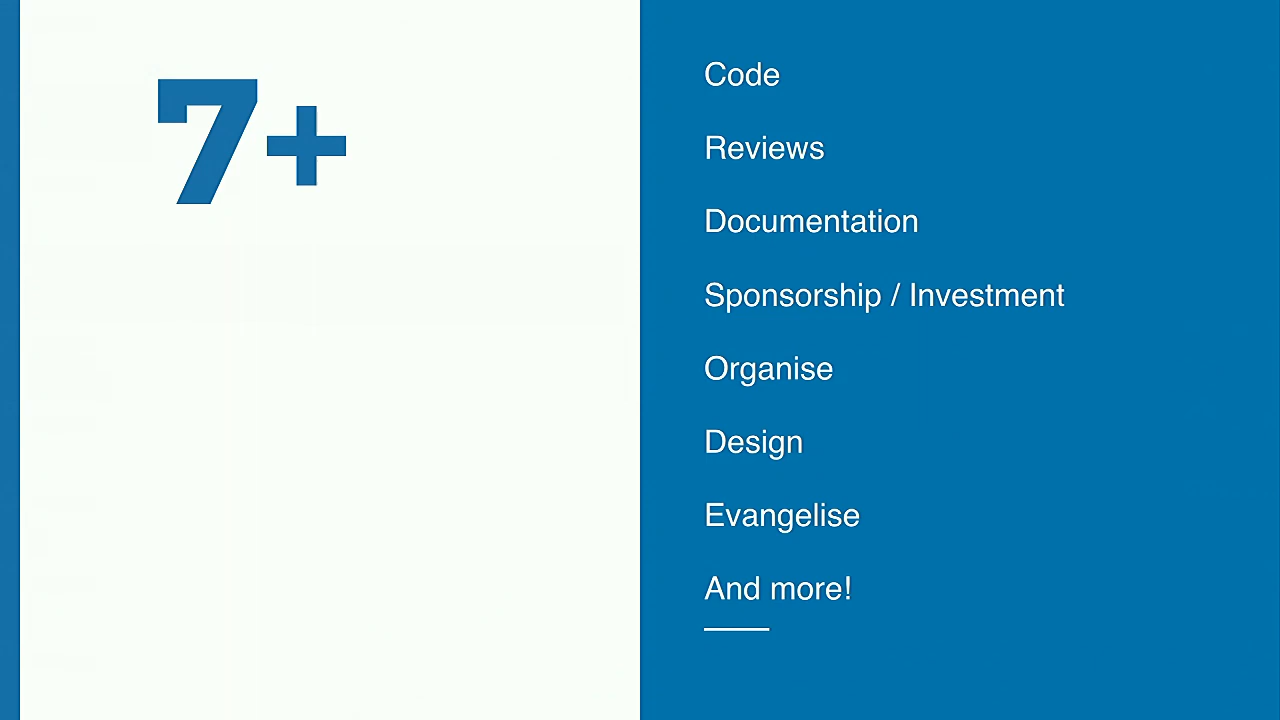 7+
Code
Reviews
Documentation
Sponsorship / Investment
Organise
Design
Evangelise
And more!